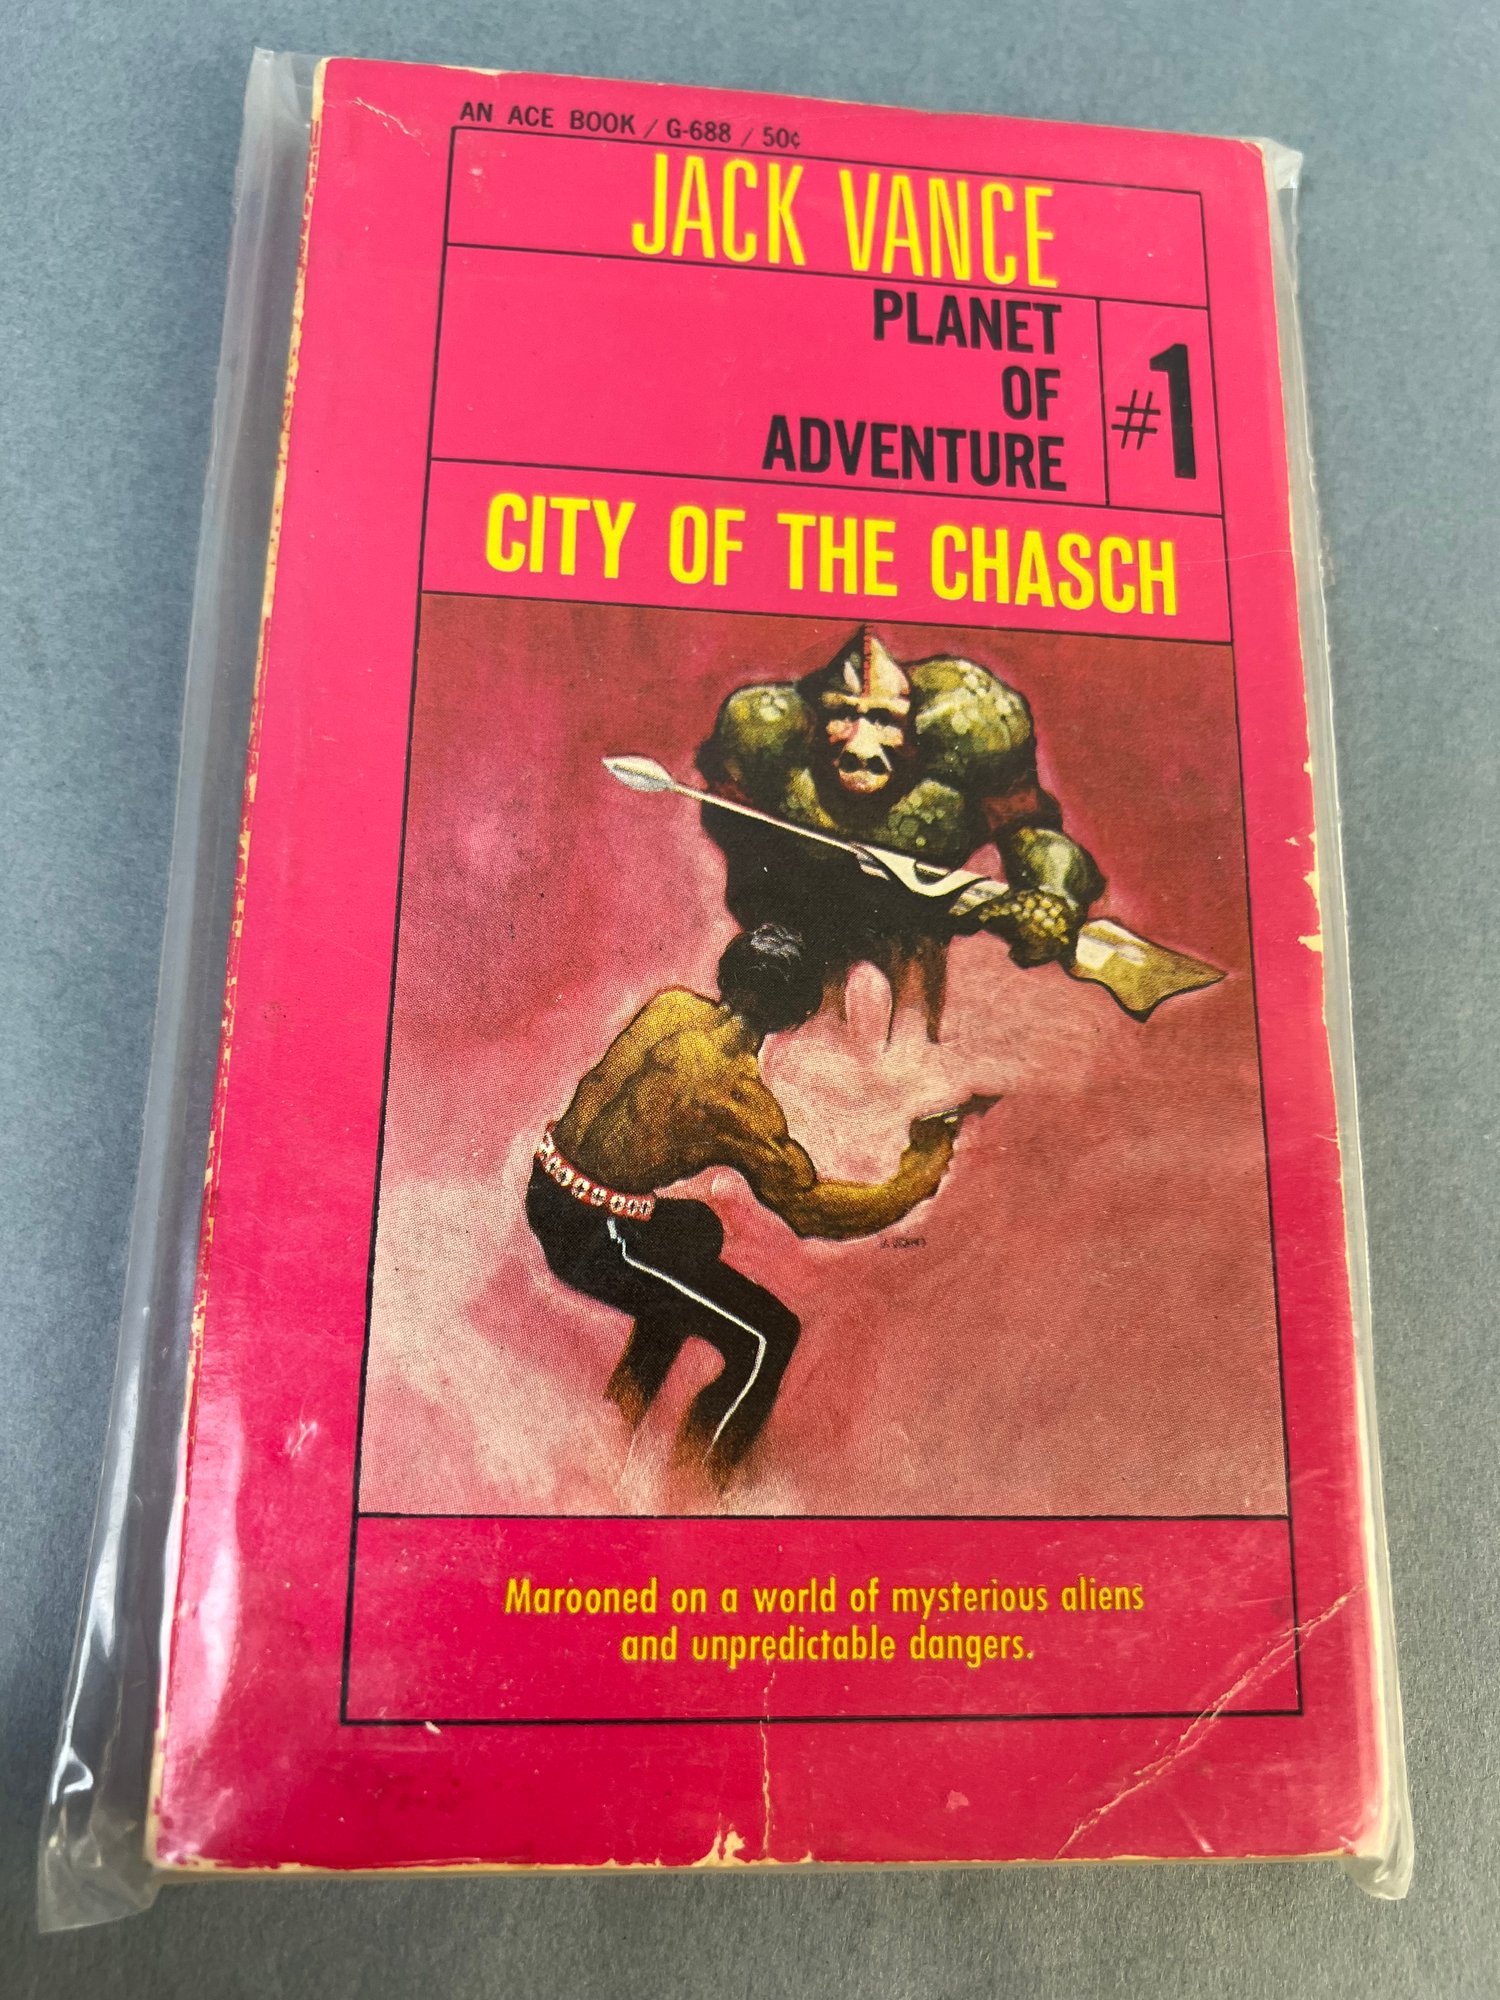 AN ACE BOOK / G-688 / 50¢
JACK VANCE
PLANET
OF
ADVENTURE
#1
CITY OF THE CHASCH
Marooned on a world of mysterious aliens
and unpredictable dangers.